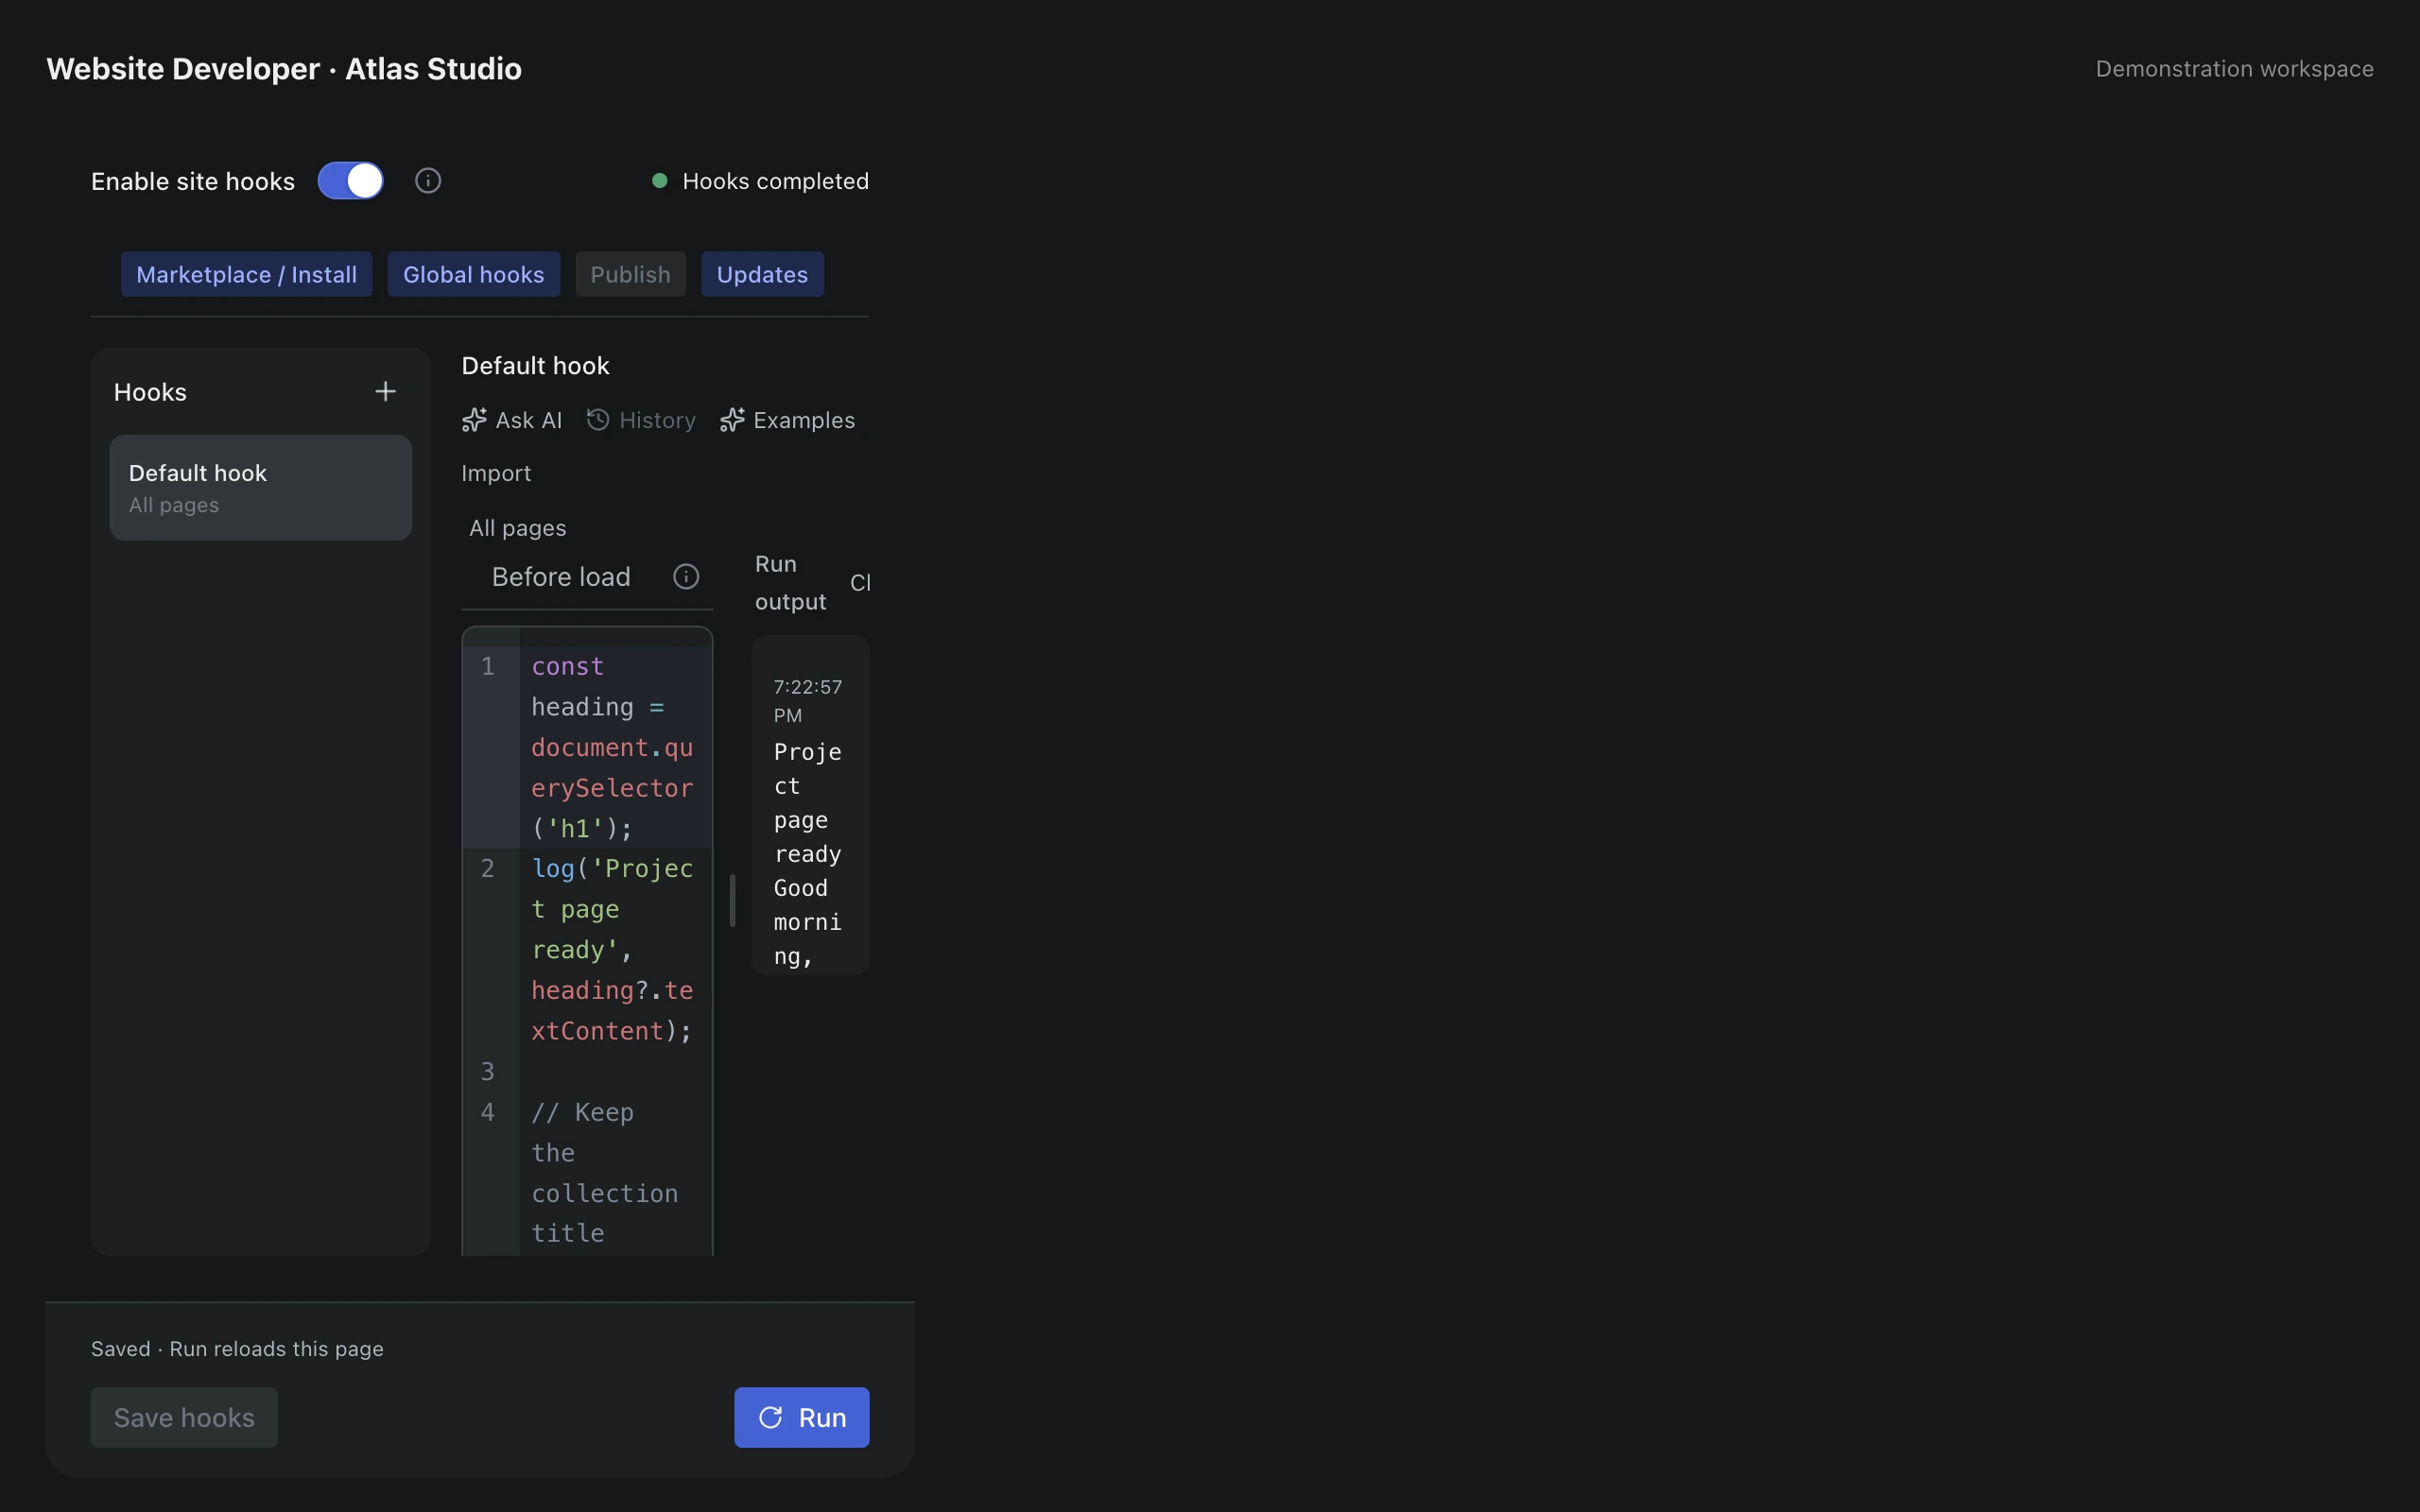 Website Developer · Atlas Studio
Demonstration workspace
Enable site hooks
Hooks completed
Marketplace / Install
Global hooks
Publish
Updates
Hooks
Default hook
All pages
Default hook
Ask AI
History
Examples
Import
All pages
Before load
1
const
heading =
document.qu
erySelector
('h1');
2
log('Projec
t page
ready',
heading?.te
xtContent);
3
4
// Keep
the
collection
title
Run
output
Cl
7:22:57
PM
Proje
ct
page
ready
Good
morni
ng,
Saved · Run reloads this page
Save hooks
Run